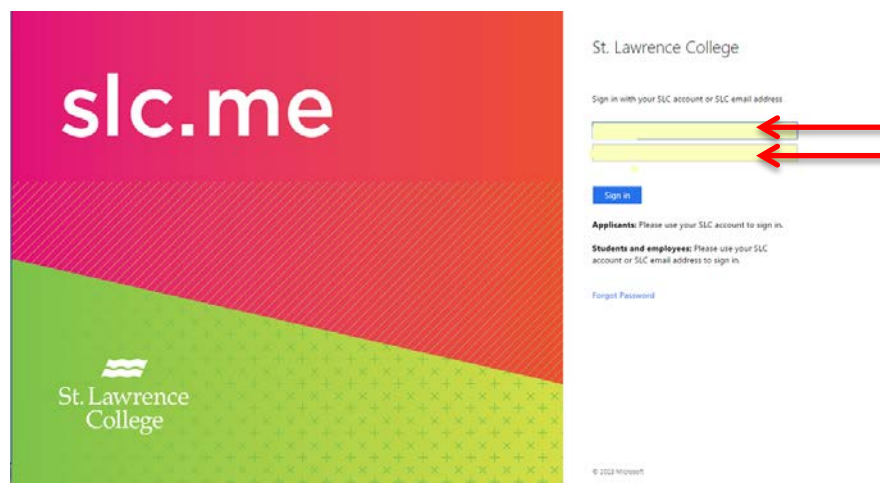 slc.me
St. Lawrence
College
St. Lawrence College
Sign in with your SLC account or SLC email address
Sign in
Applicants: Please use your SLC account to sign in.
Students and employees: Please use your SLC
account or SLC email address to sign in.
Forgot Password
© 2013 Microsoft